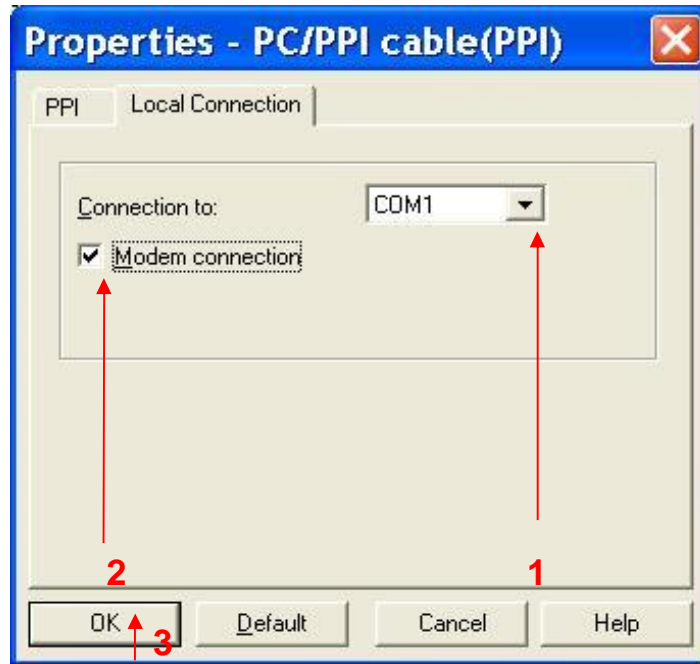 Properties - PC/PPI cable(PPI)
PPI Local Connection
Connection to: COM1
Modem connection
2 1
OK Default Cancel Help
3